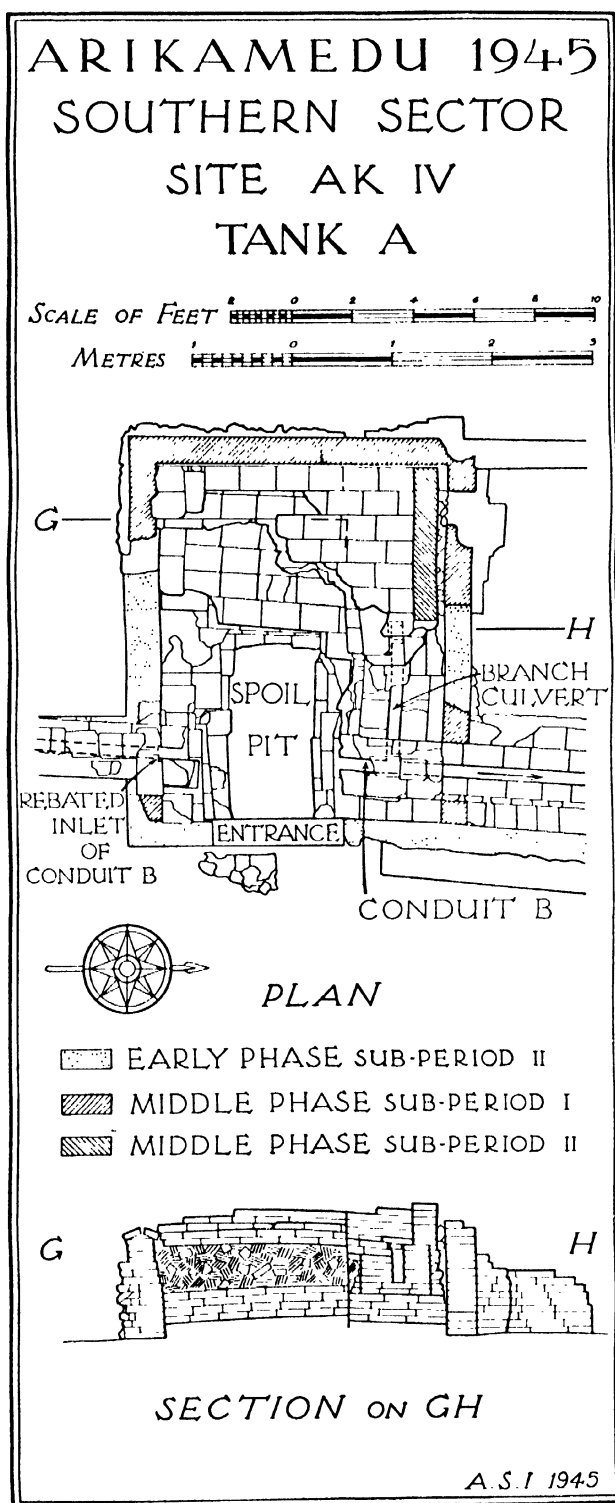 ARIKAMEDU 1945
SOUTHERN SECTOR
SITE AK IV
TANK A
SCALE OF FEET 2 0 2 4 6 8 10
METRES 1 0 1 2 3
G
H
BRANCH
CULVERT
SPOIL
PIT
REBATED
INLET
OF
CONDUIT B
ENTRANCE
CONDUIT B
PLAN
EARLY PHASE SUB-PERIOD II
MIDDLE PHASE SUB-PERIOD I
MIDDLE PHASE SUB-PERIOD II
G H
SECTION ON GH
A.S.I 1945